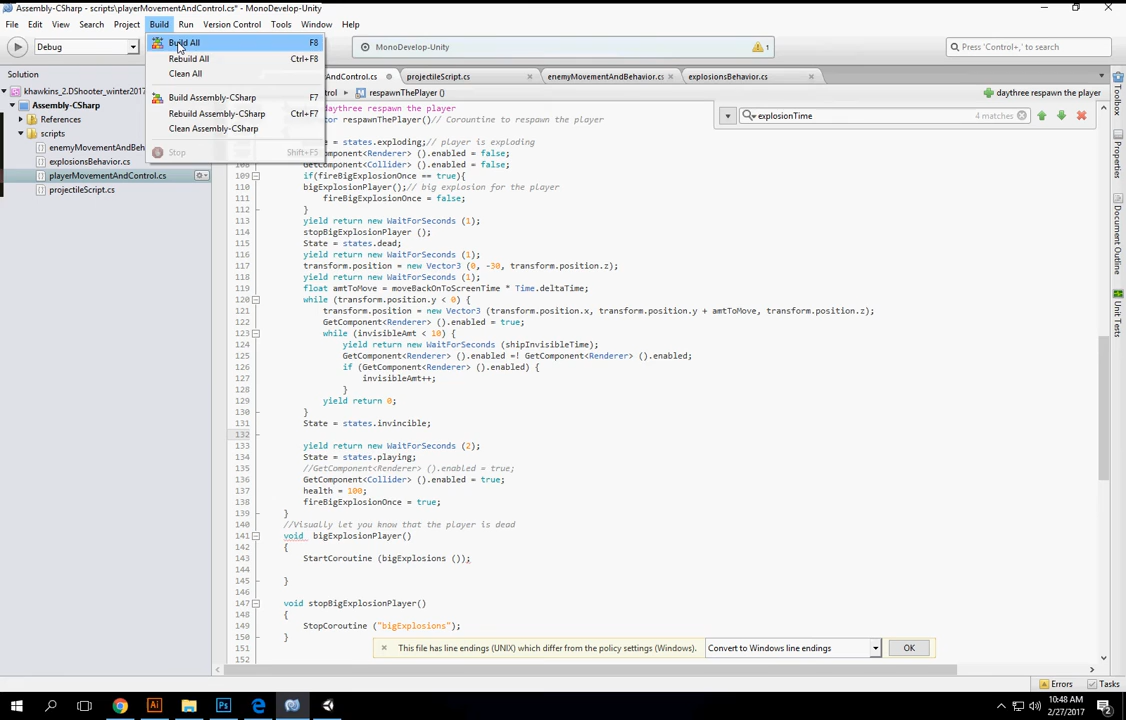 Assembly-CSharp - scripts\playerMovementAndControl.cs* - MonoDevelop-Unity
File Edit View Search Project Build Run Version Control Tools Window Help
Debug
MonoDevelop-Unity
1
Press 'Control+,' to search
Build All F8
Rebuild All Ctrl+F8
Clean All
Build Assembly-CSharp F7
Rebuild Assembly-CSharp Ctrl+F7
Clean Assembly-CSharp
Stop Shift+F5
Solution
khawkins_2.DShooter_winter2017
Assembly-CSharp
References
scripts
enemyMovementAndBeh
explosionsBehavior.cs
playerMovementAndControl.cs
projectileScript.cs
AndControl.cs
projectileScript.cs
enemyMovementAndBehavior.cs
explosionsBehavior.cs
respawnThePlayer ()
daythree respawn the player
explosionTime
4 matches
daythree respawn the player
or respawnThePlayer()// Coroutine to respawn the player
= states.exploding;// player is exploding
Component<Renderer> ().enabled = false;
108 GetComponent<Collider> ().enabled = false;
109 if(fireBigExplosionOnce == true){
110 bigExplosionPlayer();// big explosion for the player
111 fireBigExplosionOnce = false;
112 }
113 yield return new WaitForSeconds (1);
114 stopBigExplosionPlayer ();
115 State = states.dead;
116 yield return new WaitForSeconds (1);
117 transform.position = new Vector3 (0, -30, transform.position.z);
118 yield return new WaitForSeconds (1);
119 float amtToMove = moveBackOnToScreenTime * Time.deltaTime;
120 while (transform.position.y < 0) {
121 transform.position = new Vector3 (transform.position.x, transform.position.y + amtToMove, transform.position.z);
122 GetComponent<Renderer> ().enabled = true;
123 while (invisibleAmt < 10) {
124 yield return new WaitForSeconds (shipInvisibleTime);
125 GetComponent<Renderer> ().enabled =! GetComponent<Renderer> ().enabled;
126 if (GetComponent<Renderer> ().enabled) {
127 invisibleAmt++;
128 }
129 yield return 0;
130 }
131 State = states.invincible;
132
133 yield return new WaitForSeconds (2);
134 State = states.playing;
135 //GetComponent<Renderer> ().enabled = true;
136 GetComponent<Collider> ().enabled = true;
137 health = 100;
138 fireBigExplosionOnce = true;
139 }
140 //Visually let you know that the player is dead
141 void bigExplosionPlayer()
142 {
143 StartCoroutine (bigExplosions ());
144
145 }
146
147 void stopBigExplosionPlayer()
148 {
149 StopCoroutine ("bigExplosions");
150 }
151
152
This file has line endings (UNIX) which differ from the policy settings (Windows).
Convert to Windows line endings
OK
Toolbox
Properties
Document Outline
Unit Tests
Errors
Tasks
10:48 AM
2/27/2017
2